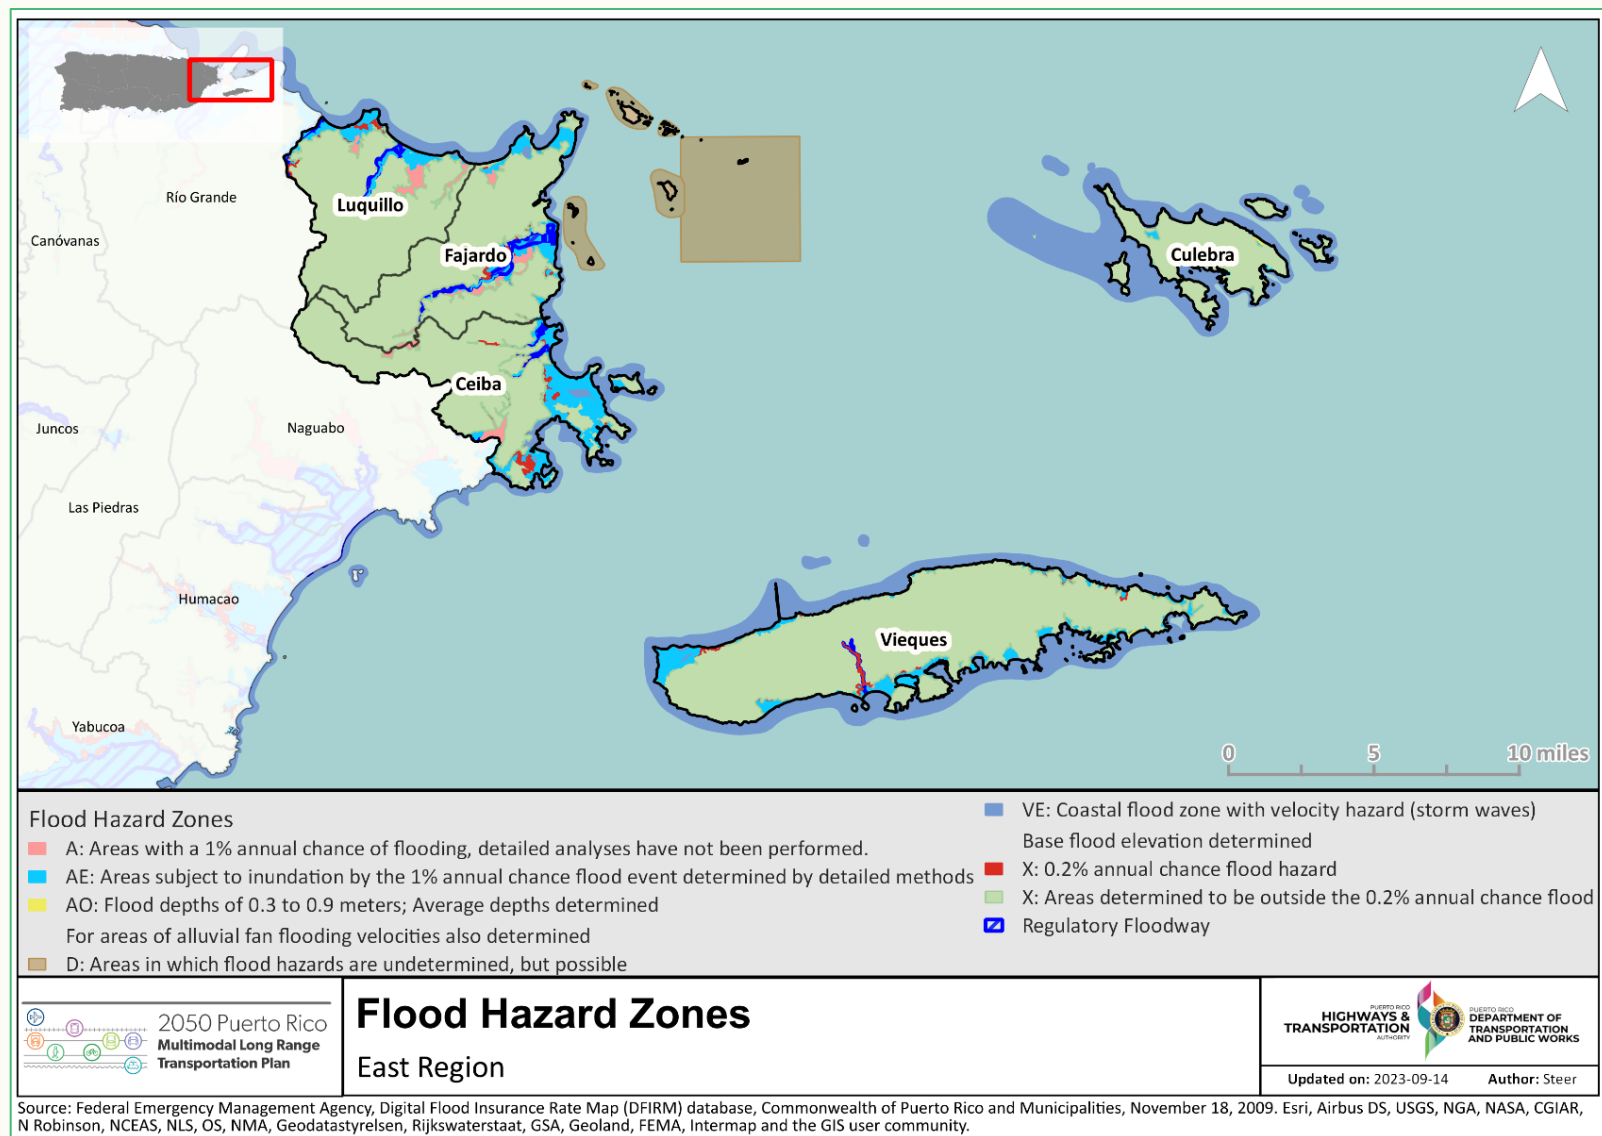 Río Grande
Luquillo
Canóvanas
Fajardo
Culebra
Ceiba
Juncos
Naguabo
Las Piedras
Humacao
Vieques
Yabucoa
0 5 10 miles
Flood Hazard Zones
A: Areas with a 1% annual chance of flooding, detailed analyses have not been performed.
AE: Areas subject to inundation by the 1% annual chance flood event determined by detailed methods
AO: Flood depths of 0.3 to 0.9 meters; Average depths determined
For areas of alluvial fan flooding velocities also determined
D: Areas in which flood hazards are undetermined, but possible
VE: Coastal flood zone with velocity hazard (storm waves)
Base flood elevation determined
X: 0.2% annual chance flood hazard
X: Areas determined to be outside the 0.2% annual chance flood
Regulatory Floodway
2050 Puerto Rico
Multimodal Long Range
Transportation Plan
Flood Hazard Zones
East Region
PUERTO RICO
HIGHWAYS &
TRANSPORTATION
AUTHORITY
PUERTO RICO
DEPARTMENT OF
TRANSPORTATION
AND PUBLIC WORKS
Updated on: 2023-09-14 Author: Steer
Source: Federal Emergency Management Agency, Digital Flood Insurance Rate Map (DFIRM) database, Commonwealth of Puerto Rico and Municipalities, November 18, 2009. Esri, Airbus DS, USGS, NGA, NASA, CGIAR,
N Robinson, NCEAS, NLS, OS, NMA, Geodatastyrelsen, Rijkswaterstaat, GSA, Geoland, FEMA, Intermap and the GIS user community.